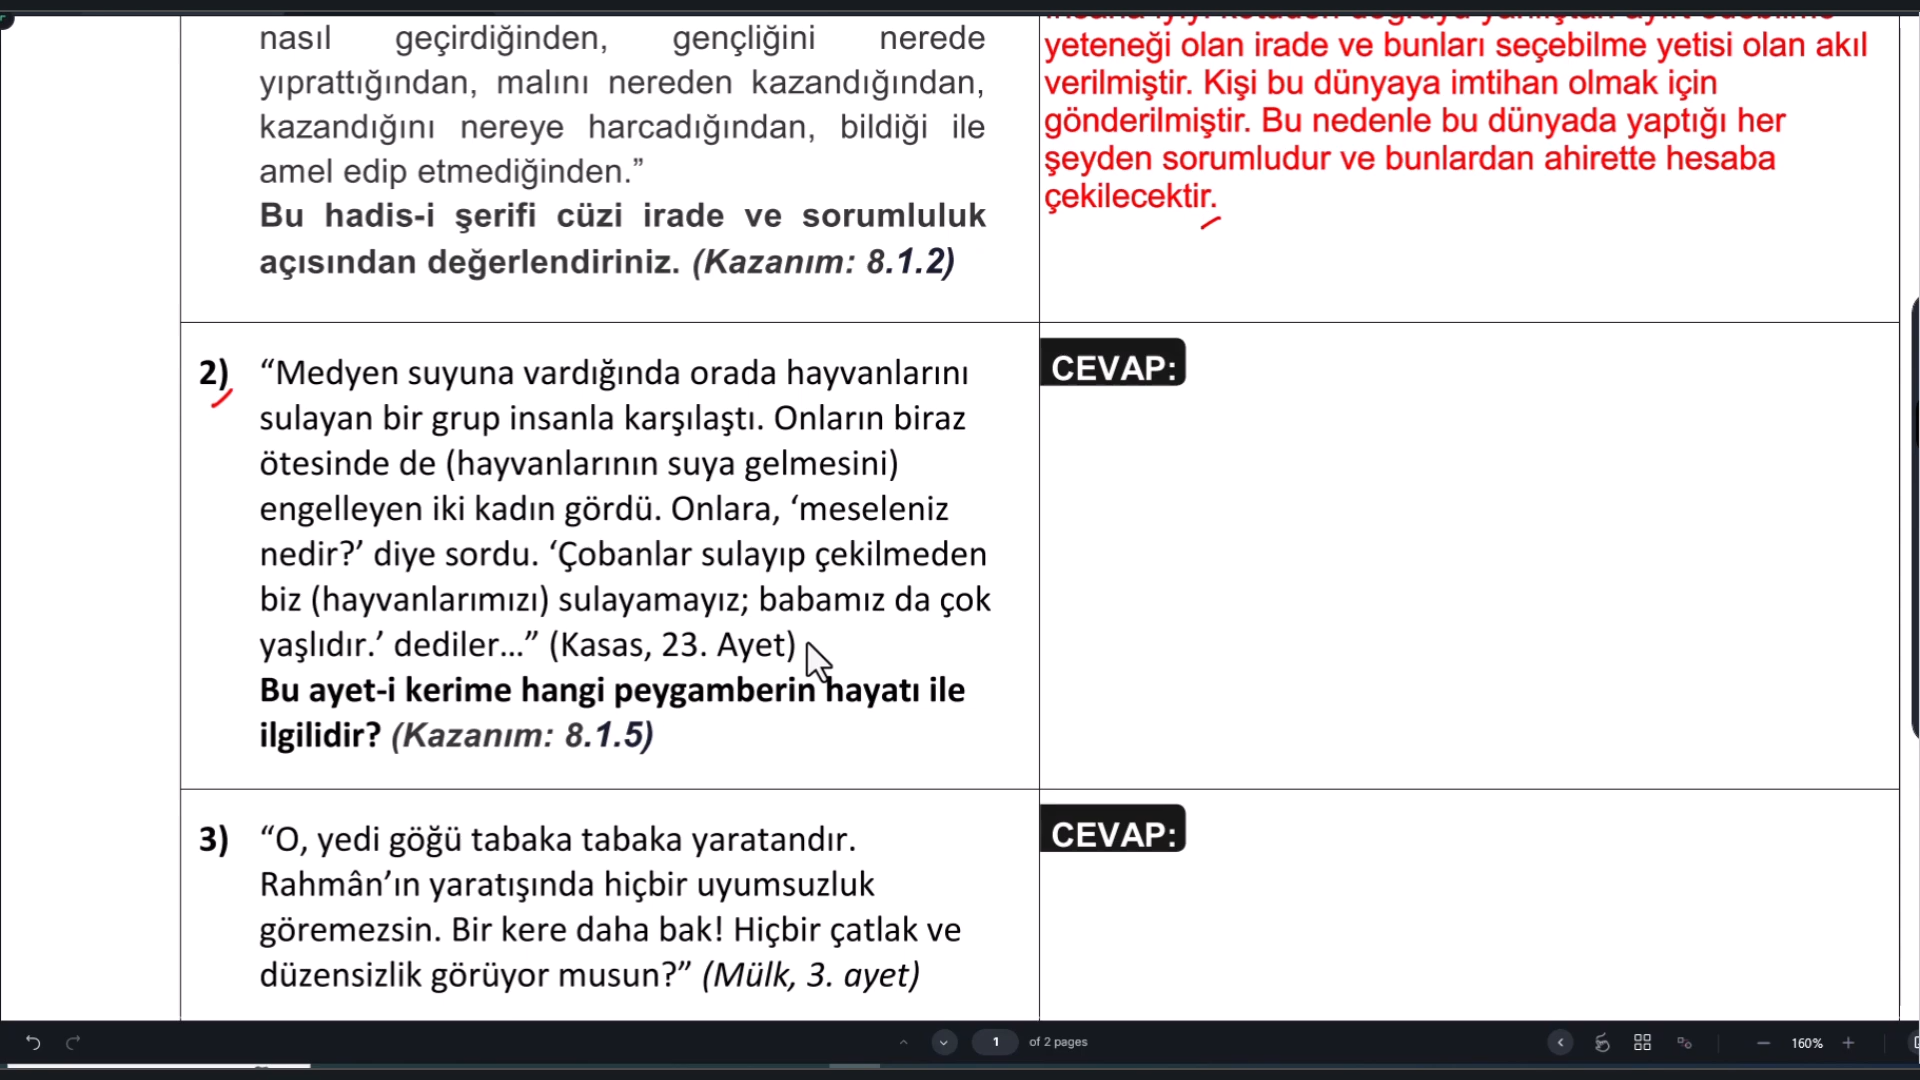 nasıl geçirdiğinden, gençliğini nerede
yıprattığından, malını nereden kazandığından,
kazandığını nereye harcadığından, bildiği ile
amel edip etmediğinden.”
Bu hadis-i şerifi cüzi irade ve sorumluluk
açısından değerlendiriniz. (Kazanım: 8.1.2)
insana iyiyi kötüden doğruyu yanlıştan ayırt edebilme
yeteneği olan irade ve bunları seçebilme yetisi olan akıl
verilmiştir. Kişi bu dünyaya imtihan olmak için
gönderilmiştir. Bu nedenle bu dünyada yaptığı her
şeyden sorumludur ve bunlardan ahirette hesaba
çekilecektir.
2) “Medyen suyuna vardığında orada hayvanlarını
sulayan bir grup insanla karşılaştı. Onların biraz
ötesinde de (hayvanlarının suya gelmesini)
engelleyen iki kadın gördü. Onlara, ‘meseleniz
nedir?’ diye sordu. ‘Çobanlar sulayıp çekilmeden
biz (hayvanlarımızı) sulayamayız; babamız da çok
yaşlıdır.’ dediler...” (Kasas, 23. Ayet)
Bu ayet-i kerime hangi peygamberin hayatı ile
ilgilidir? (Kazanım: 8.1.5)
CEVAP:
3) “O, yedi göğü tabaka tabaka yaratandır.
Rahmân’ın yaratışında hiçbir uyumsuzluk
göremezsin. Bir kere daha bak! Hiçbir çatlak ve
düzensizlik görüyor musun?” (Mülk, 3. ayet)
CEVAP:
1 of 2 pages
160%